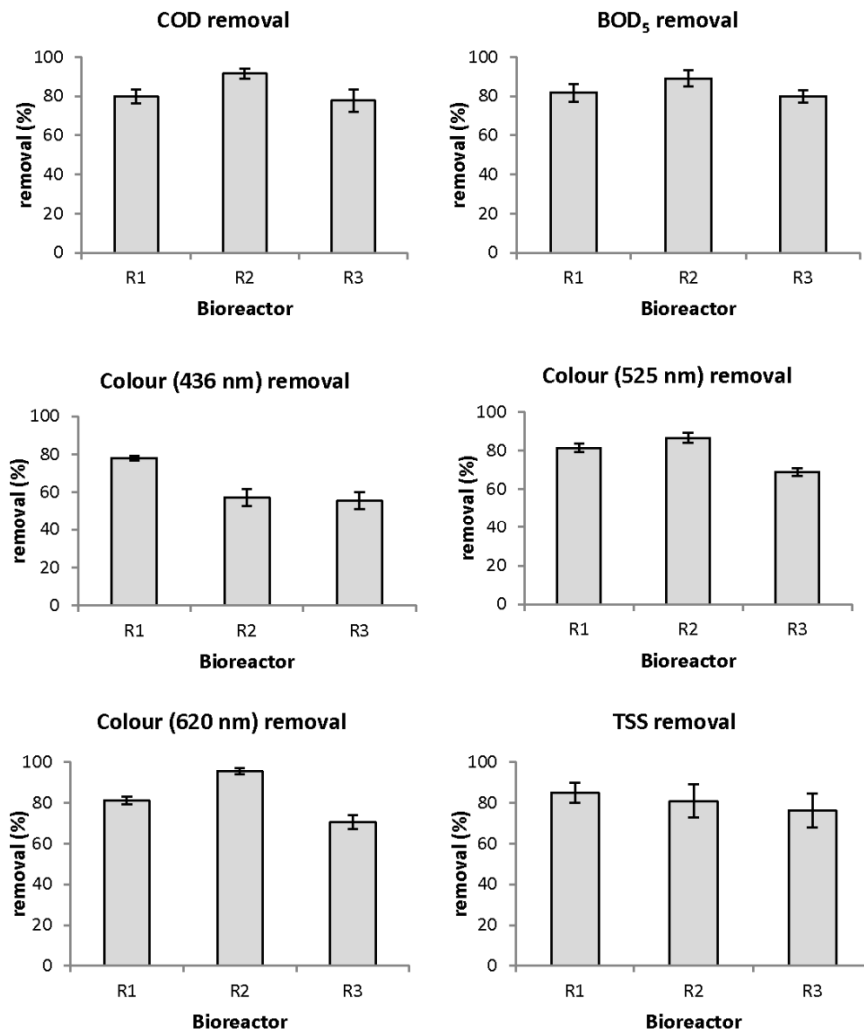 COD removal
removal (%)
100
80
60
40
20
0
R1 R2 R3
Bioreactor
BOD₅ removal
removal (%)
100
80
60
40
20
0
R1 R2 R3
Bioreactor
Colour (436 nm) removal
removal (%)
100
80
60
40
20
0
R1 R2 R3
Bioreactor
Colour (525 nm) removal
removal (%)
100
80
60
40
20
0
R1 R2 R3
Bioreactor
Colour (620 nm) removal
removal (%)
100
80
60
40
20
0
R1 R2 R3
Bioreactor
TSS removal
removal (%)
100
80
60
40
20
0
R1 R2 R3
Bioreactor